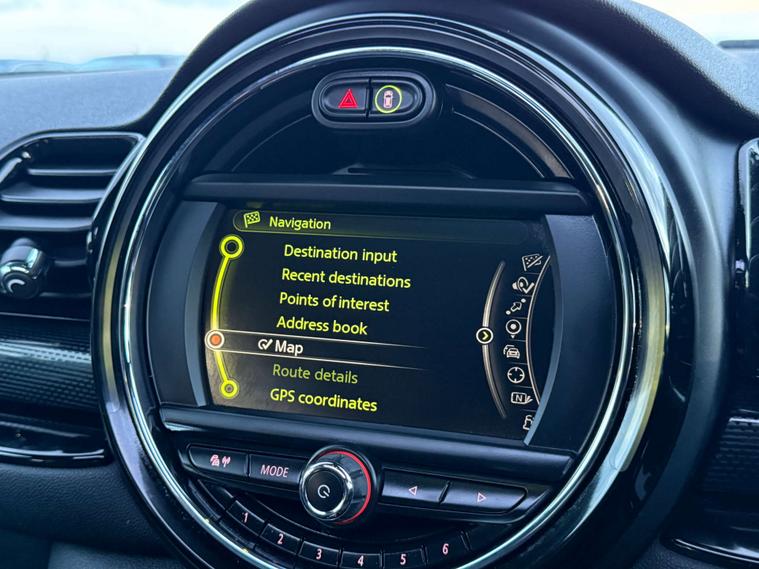 Navigation
Destination input
Recent destinations
Points of interest
Address book
Map
Route details
GPS coordinates
N
MODE
1 2 3 4 5 6